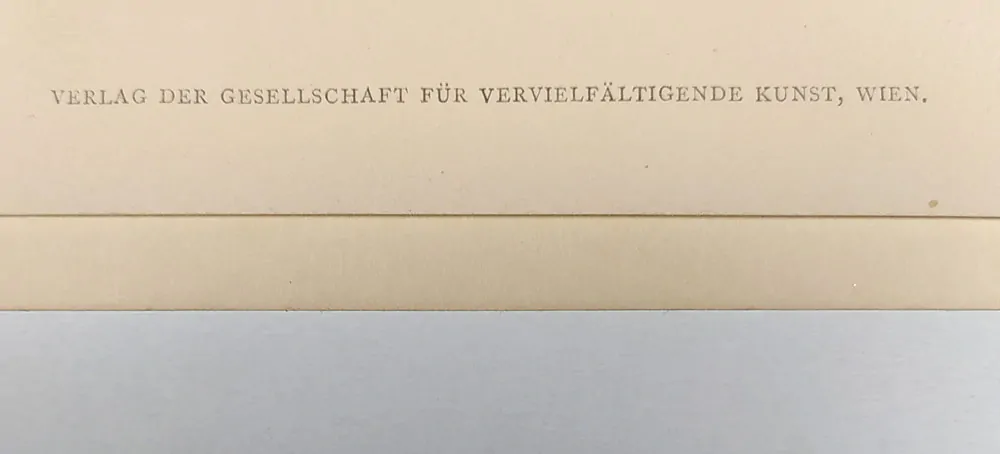 VERLAG DER GESELLSCHAFT FÜR VERVIELFÄLTIGENDE KUNST, WIEN.